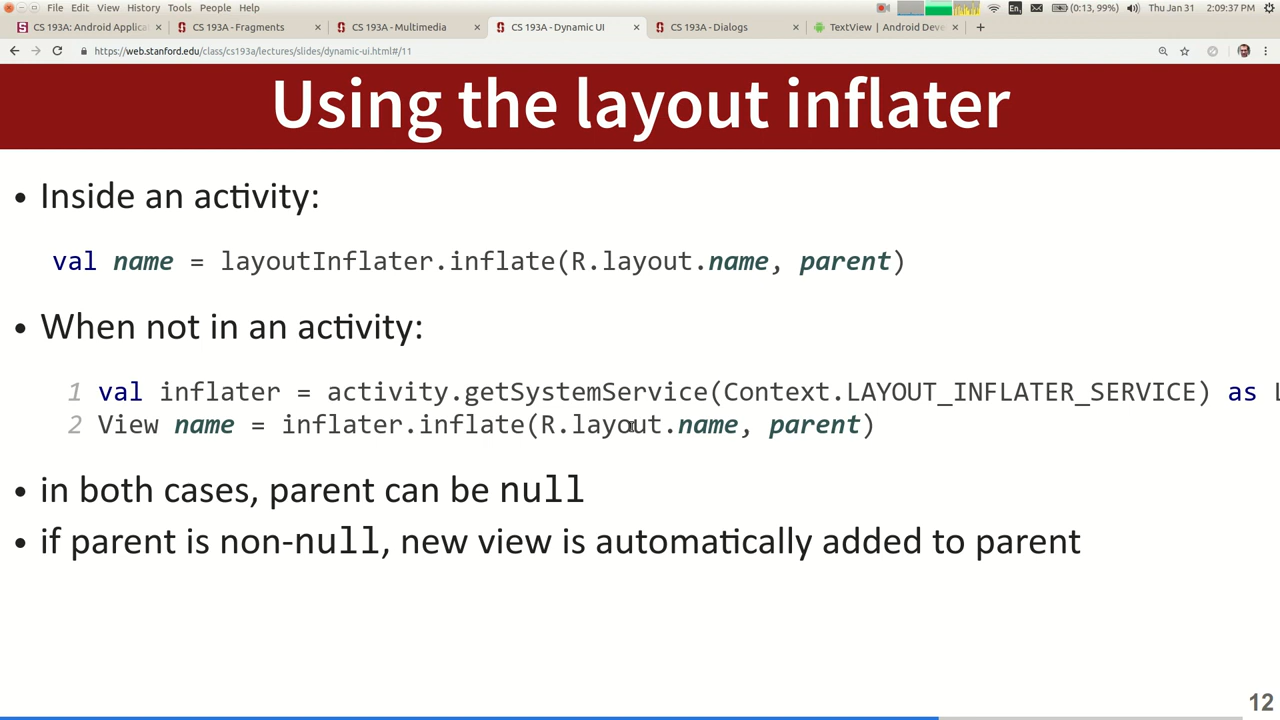 File Edit View History Tools People Help
En (0:13, 99%) Thu Jan 31 2:09:37 PM
CS 193A: Android Applica × CS 193A - Fragments × CS 193A - Multimedia × CS 193A - Dynamic UI × CS 193A - Dialogs × TextView | Android Deve × +
https://web.stanford.edu/class/cs193a/lectures/slides/dynamic-ui.html#/11
Using the layout inflater
• Inside an activity:
val name = layoutInflater.inflate(R.layout.name, parent)
• When not in an activity:
1 val inflater = activity.getSystemService(Context.LAYOUT_INFLATER_SERVICE) as L
2 View name = inflater.inflate(R.layout.name, parent)
• in both cases, parent can be null
• if parent is non-null, new view is automatically added to parent
12